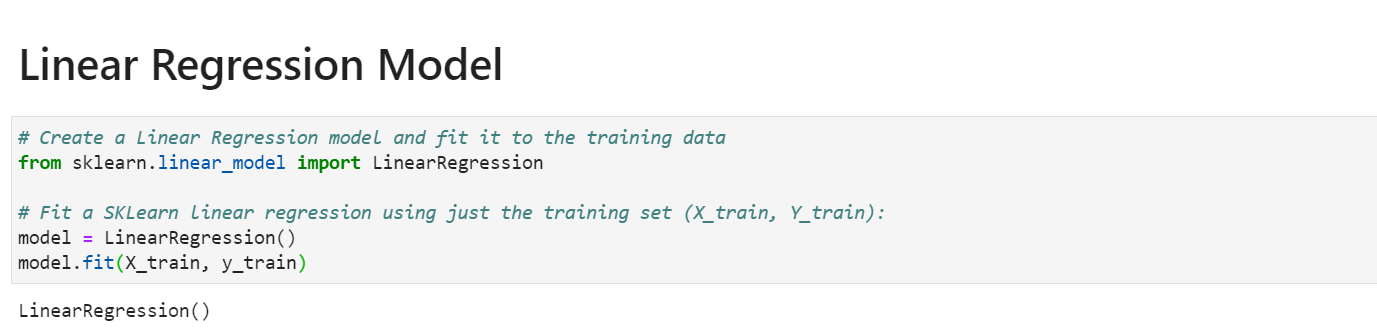 Linear Regression Model
# Create a Linear Regression model and fit it to the training data
from sklearn.linear_model import LinearRegression
# Fit a SKLearn linear regression using just the training set (X_train, Y_train):
model = LinearRegression()
model.fit(X_train, y_train)
LinearRegression()